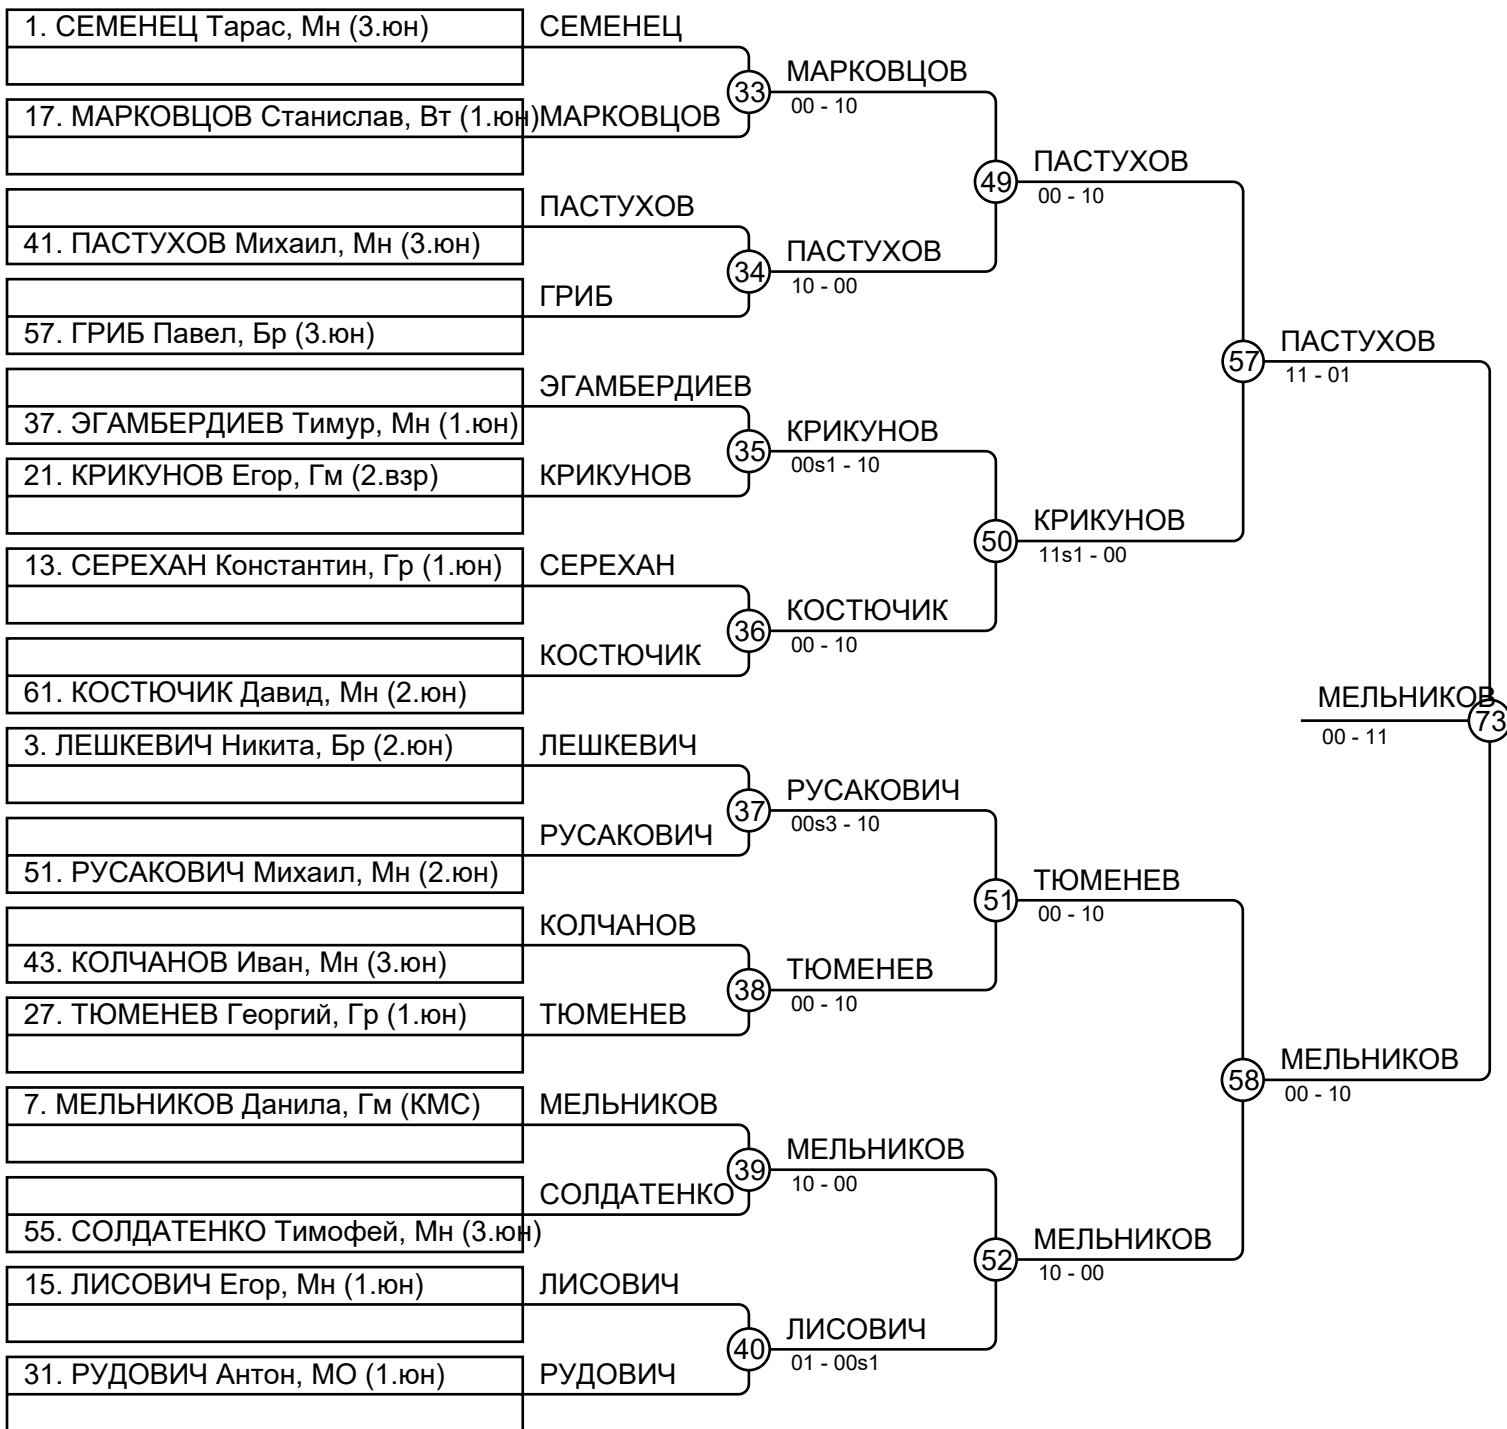 1. СЕМЕНЕЦ Тарас, Мн (3.юн)
СЕМЕНЕЦ
17. МАРКОВЦОВ Станислав, Вт (1.юн)
МАРКОВЦОВ
33
МАРКОВЦОВ
00 - 10
ПАСТУХОВ
41. ПАСТУХОВ Михаил, Мн (3.юн)
ГРИБ
57. ГРИБ Павел, Бр (3.юн)
34
ПАСТУХОВ
10 - 00
49
ПАСТУХОВ
00 - 10
ЭГАМБЕРДИЕВ
37. ЭГАМБЕРДИЕВ Тимур, Мн (1.юн)
21. КРИКУНОВ Егор, Гм (2.взр)
КРИКУНОВ
35
КРИКУНОВ
00s1 - 10
13. СЕРЕХАН Константин, Гр (1.юн)
СЕРЕХАН
КОСТЮЧИК
61. КОСТЮЧИК Давид, Мн (2.юн)
36
КОСТЮЧИК
00 - 10
50
КРИКУНОВ
11s1 - 00
57
ПАСТУХОВ
11 - 01
3. ЛЕШКЕВИЧ Никита, Бр (2.юн)
ЛЕШКЕВИЧ
РУСАКОВИЧ
51. РУСАКОВИЧ Михаил, Мн (2.юн)
37
РУСАКОВИЧ
00s3 - 10
КОЛЧАНОВ
43. КОЛЧАНОВ Иван, Мн (3.юн)
27. ТЮМЕНЕВ Георгий, Гр (1.юн)
ТЮМЕНЕВ
38
ТЮМЕНЕВ
00 - 10
51
ТЮМЕНЕВ
00 - 10
7. МЕЛЬНИКОВ Данила, Гм (КМС)
МЕЛЬНИКОВ
СОЛДАТЕНКО
55. СОЛДАТЕНКО Тимофей, Мн (3.юн)
39
МЕЛЬНИКОВ
10 - 00
15. ЛИСОВИЧ Егор, Мн (1.юн)
ЛИСОВИЧ
31. РУДОВИЧ Антон, МО (1.юн)
РУДОВИЧ
40
ЛИСОВИЧ
01 - 00s1
52
МЕЛЬНИКОВ
10 - 00
58
МЕЛЬНИКОВ
00 - 10
МЕЛЬНИКОВ
73
00 - 11